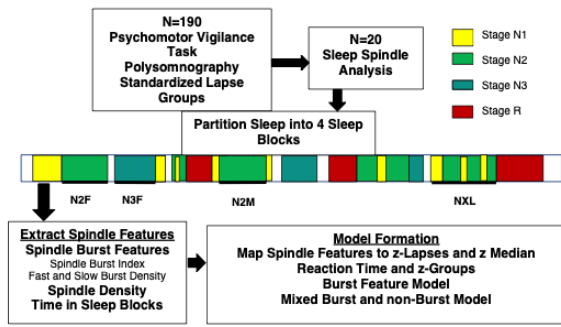 N=190
Psychomotor Vigilance
Task
Polysomnography
Standardized Lapse
Groups
N=20
Sleep Spindle
Analysis
Stage N1
Stage N2
Stage N3
Stage R
Partition Sleep into 4 Sleep
Blocks
N2F
N3F
N2M
NXL
Extract Spindle Features
Spindle Burst Features
Spindle Burst Index
Fast and Slow Burst Density
Spindle Density
Time in Sleep Blocks
Model Formation
Map Spindle Features to z-Lapses and z Median
Reaction Time and z-Groups
Burst Feature Model
Mixed Burst and non-Burst Model